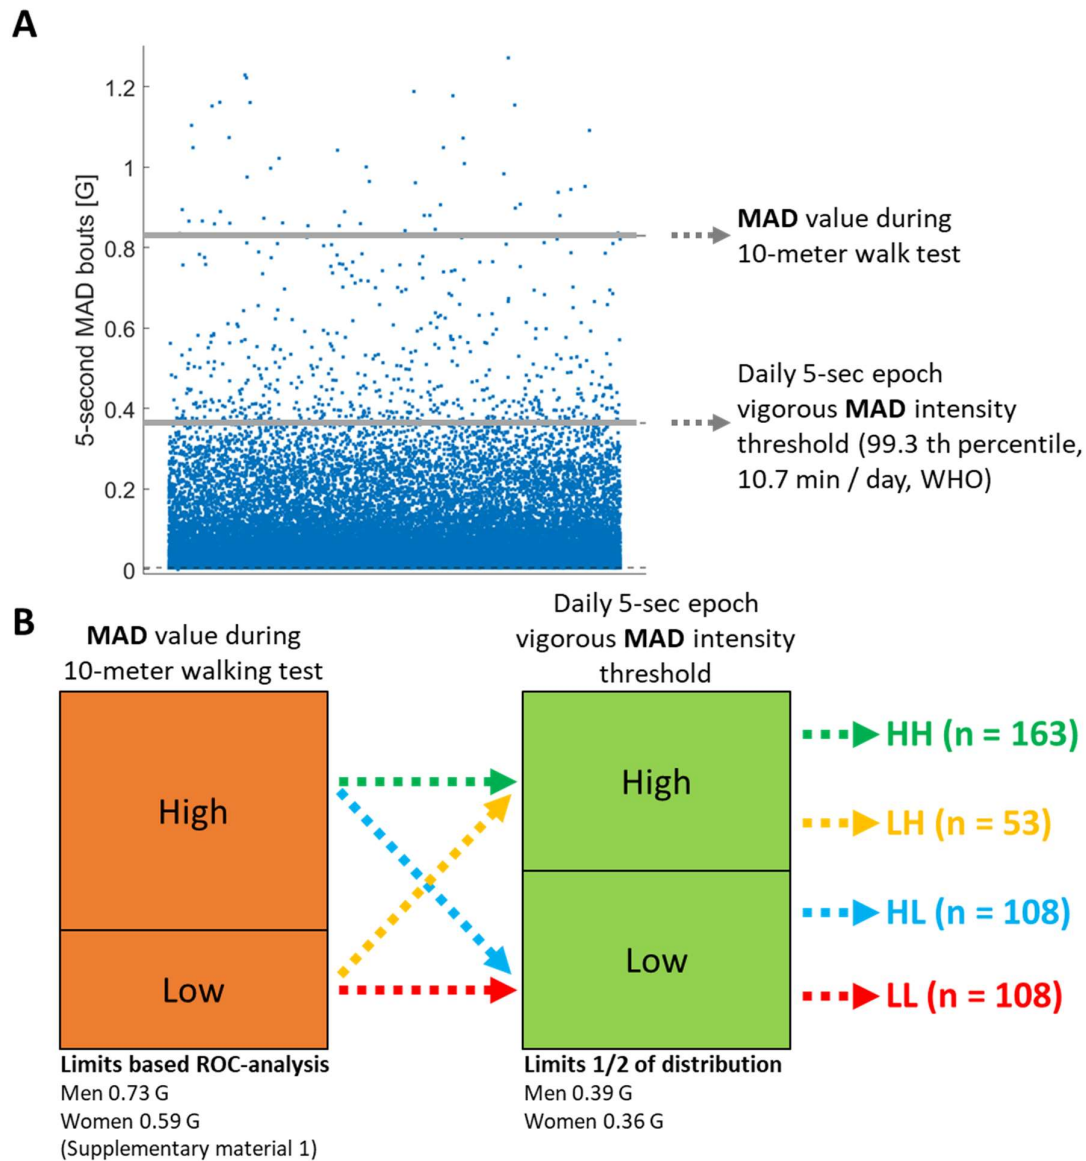 A
1.2
1
0.8
0.6
0.4
0.2
0
5-second MAD bouts [G]
MAD value during
10-meter walk test
Daily 5-sec epoch
vigorous MAD intensity
threshold (99.3 th percentile,
10.7 min / day, WHO)
B
MAD value during
10-meter walking test
Daily 5-sec epoch
vigorous MAD intensity
threshold
High
Low
High
Low
HH (n = 163)
LH (n = 53)
HL (n = 108)
LL (n = 108)
Limits based ROC-analysis
Men 0.73 G
Women 0.59 G
(Supplementary material 1)
Limits 1/2 of distribution
Men 0.39 G
Women 0.36 G